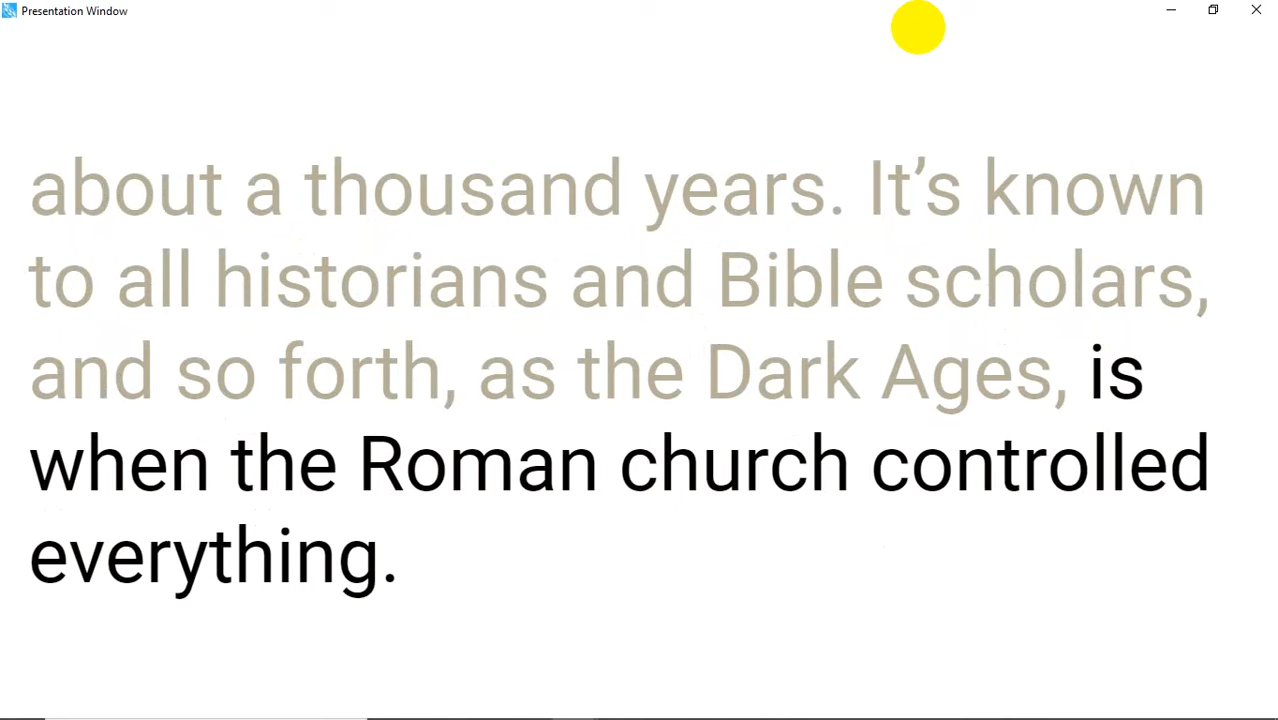 Presentation Window
about a thousand years. It’s known
to all historians and Bible scholars,
and so forth, as the Dark Ages, is
when the Roman church controlled
everything.